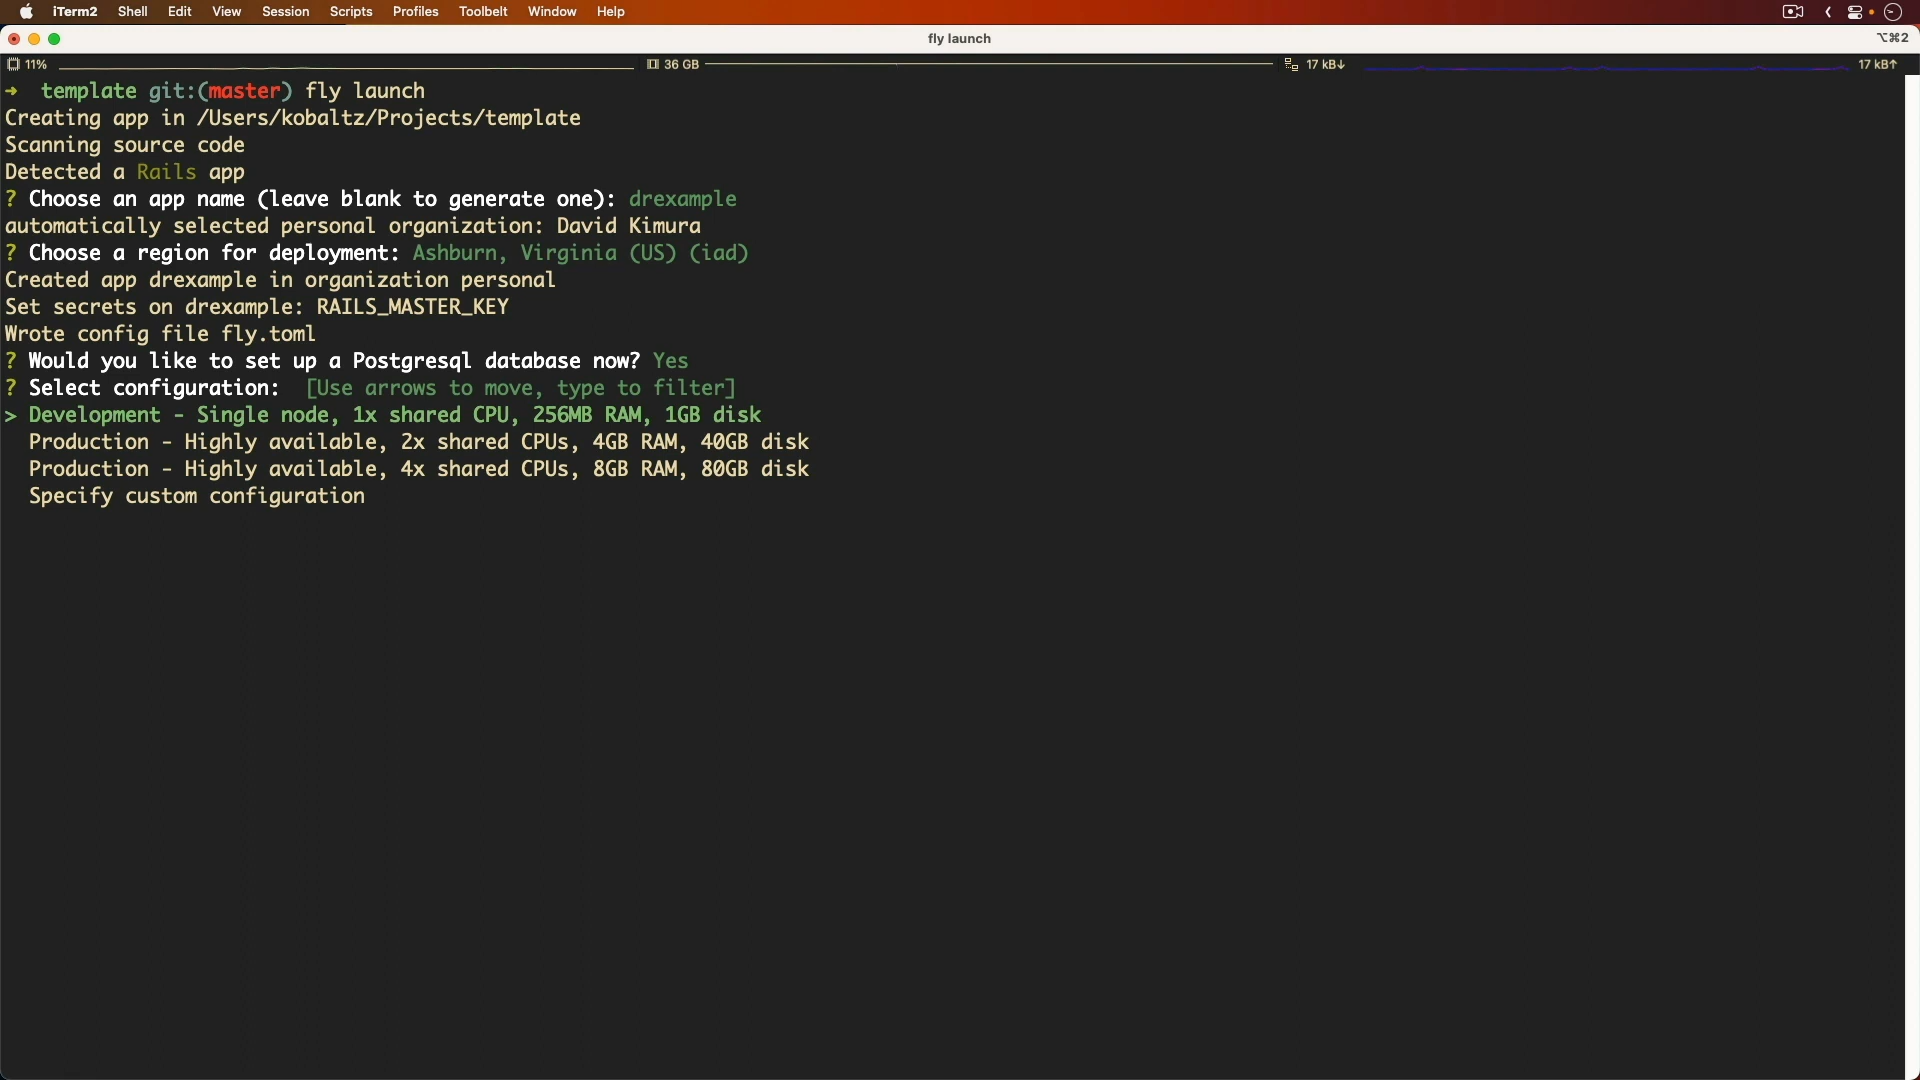 iTerm2 Shell Edit View Session Scripts Profiles Toolbelt Window Help
fly launch ⌥⌘2
11% 36 GB 17 kB↓ 17 kB↑
→ template git:(master) fly launch
Creating app in /Users/kobaltz/Projects/template
Scanning source code
Detected a Rails app
? Choose an app name (leave blank to generate one): drexample
automatically selected personal organization: David Kimura
? Choose a region for deployment: Ashburn, Virginia (US) (iad)
Created app drexample in organization personal
Set secrets on drexample: RAILS_MASTER_KEY
Wrote config file fly.toml
? Would you like to set up a Postgresql database now? Yes
? Select configuration: [Use arrows to move, type to filter]
> Development - Single node, 1x shared CPU, 256MB RAM, 1GB disk
Production - Highly available, 2x shared CPUs, 4GB RAM, 40GB disk
Production - Highly available, 4x shared CPUs, 8GB RAM, 80GB disk
Specify custom configuration